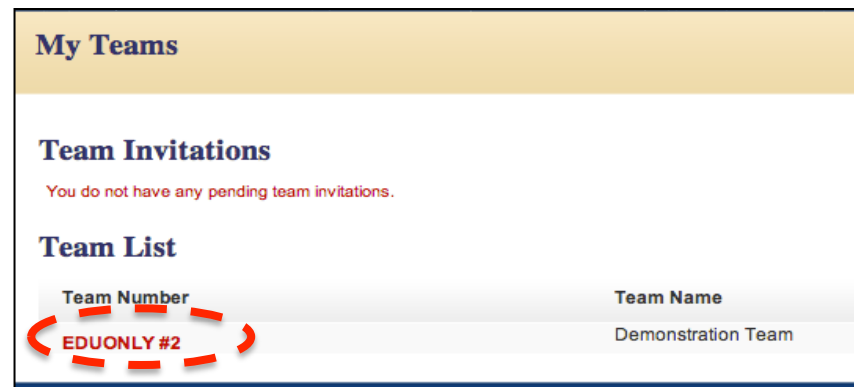 My Teams
Team Invitations
You do not have any pending team invitations.
Team List
Team Number Team Name
EDUONLY #2 Demonstration Team